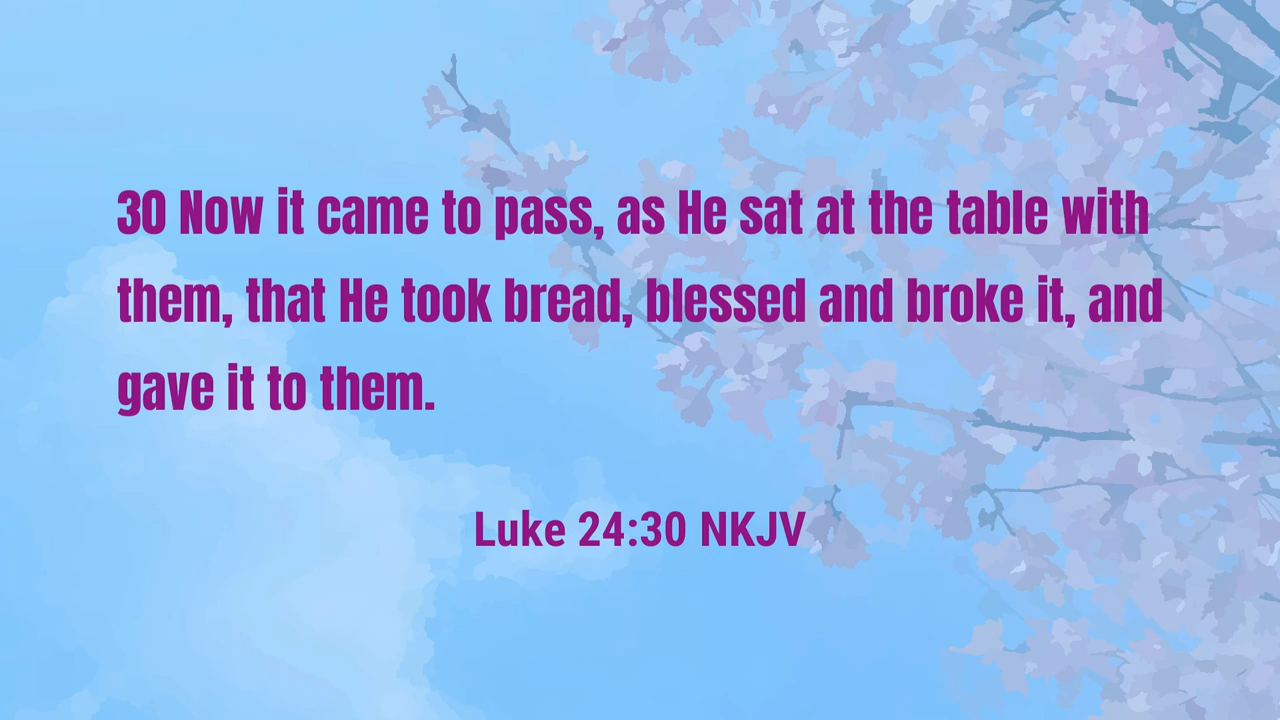 30 Now it came to pass, as He sat at the table with
them, that He took bread, blessed and broke it, and
gave it to them.
Luke 24:30 NKJV